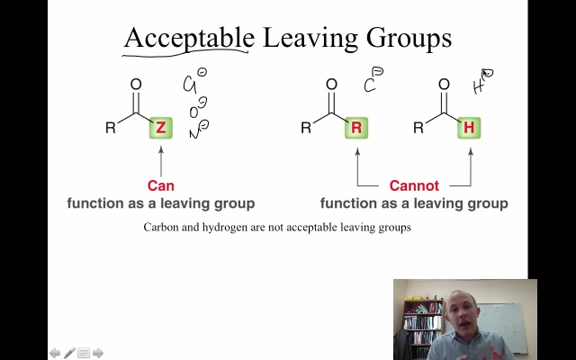 Acceptable Leaving Groups
O
R
Z
Cl⊖
O⊖
N⊖
O
R
R
C⊖
O
R
H
H⊖
Can
function as a leaving group
Cannot
function as a leaving group
Carbon and hydrogen are not acceptable leaving groups